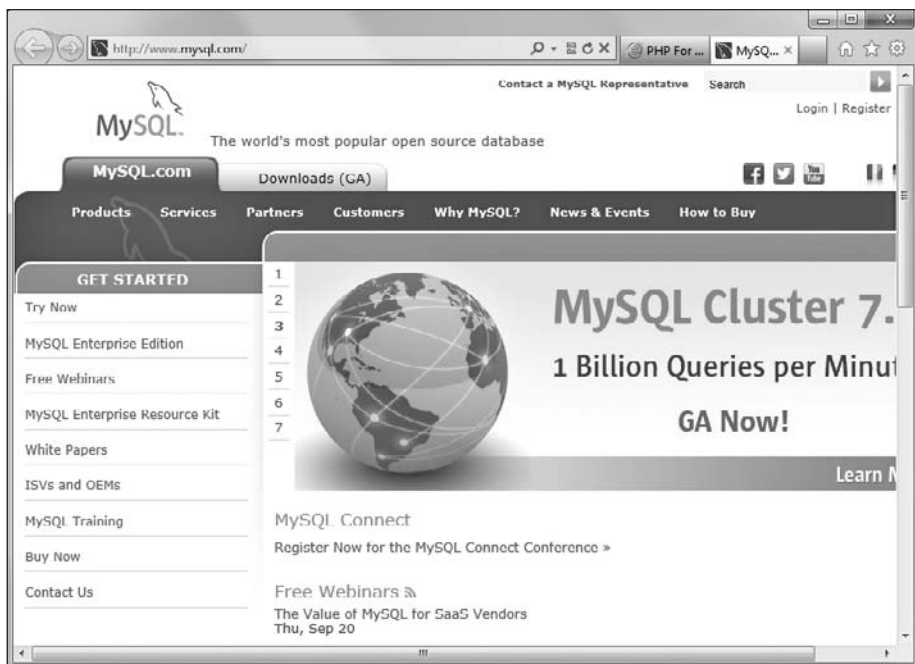 http://www.mysql.com/
PHP For ...
MySQ...
Contact a MySQL Representative
Search
Login | Register
MySQL
The world's most popular open source database
MySQL.com
Downloads (GA)
You Tube
Products
Services
Partners
Customers
Why MySQL?
News & Events
How to Buy
GET STARTED
Try Now
MySQL Enterprise Edition
Free Webinars
MySQL Enterprise Resource Kit
White Papers
ISVs and OEMs
MySQL Training
Buy Now
Contact Us
1
2
3
4
5
6
7
MySQL Cluster 7.
1 Billion Queries per Minut
GA Now!
Learn
MySQL Connect
Register Now for the MySQL Connect Conference »
Free Webinars
The Value of MySQL for SaaS Vendors
Thu, Sep 20